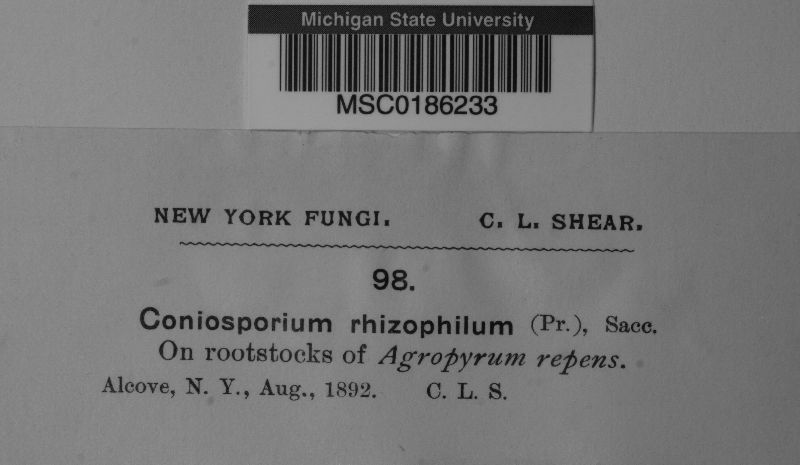 Michigan State University
MSC0186233
NEW YORK FUNGI. C. L. SHEAR.
98.
Coniosporium rhizophilum (Pr.), Sacc.
On rootstocks of Agropyrum repens.
Alcove, N. Y., Aug., 1892. C. L. S.